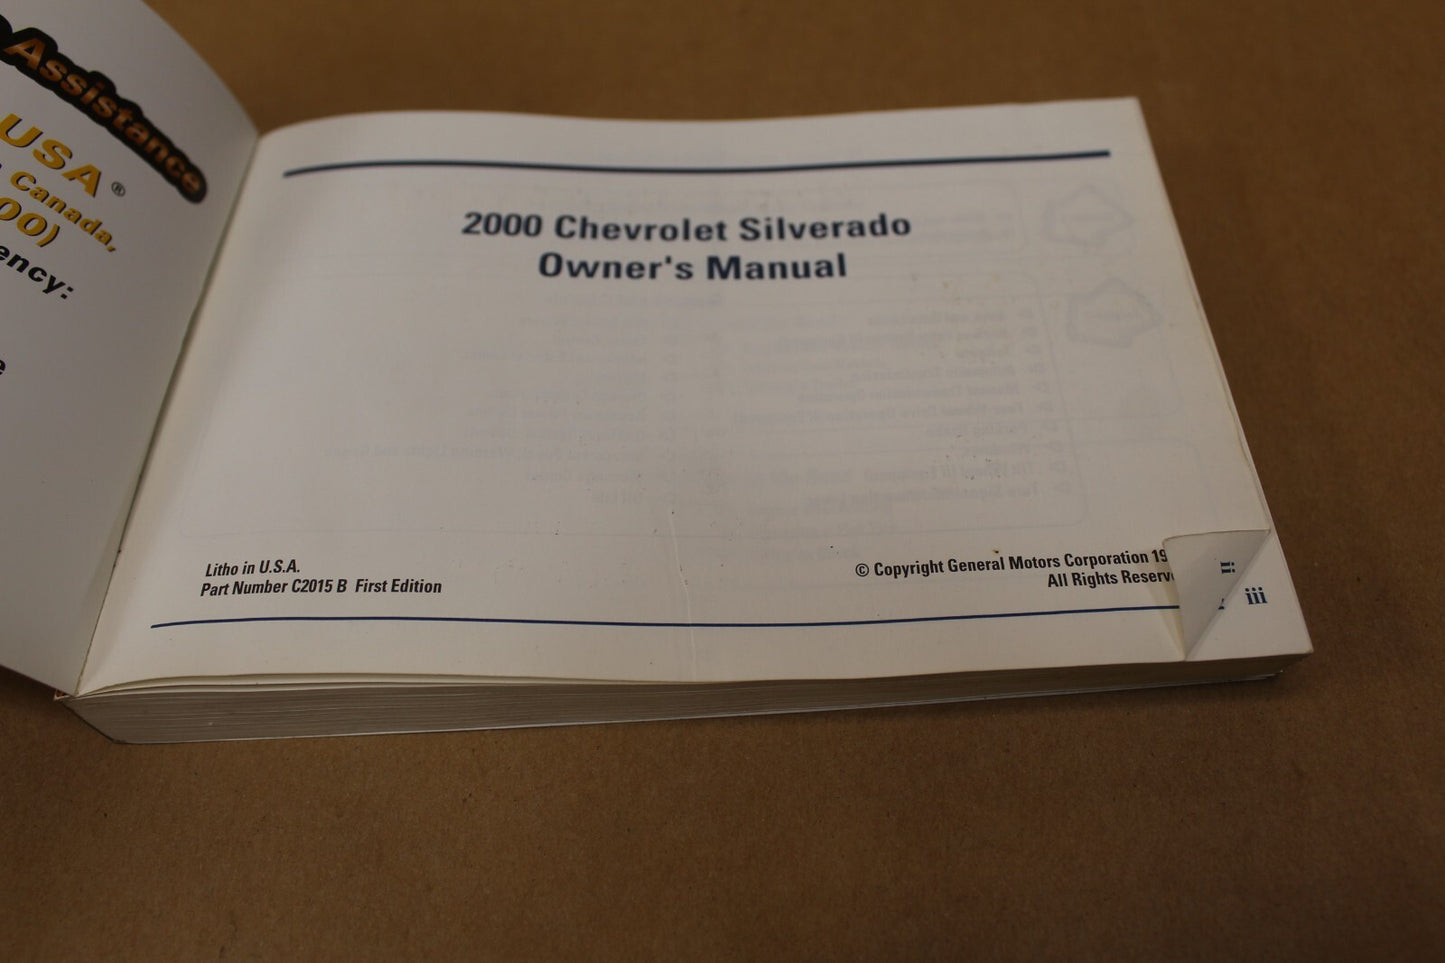 Assistance
USA®
Canada,
00)
ency:
e
2000 Chevrolet Silverado
Owner's Manual
Litho in U.S.A.
Part Number C2015 B First Edition
© Copyright General Motors Corporation 19
All Rights Reserve
ii
iii